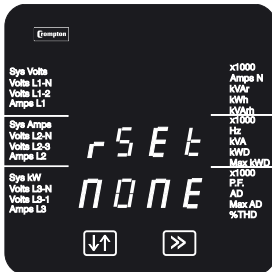 Crompton
Sys Volts
Volts L1-N
Volts L1-2
Amps L1
Sys Amps
Volts L2-N
Volts L2-3
Amps L2
Sys kW
Volts L3-N
Volts L3-1
Amps L3
rSEt
NONE
x1000
Amps N
kVAr
kWh
kVArh
x1000
Hz
kVA
kWD
Max kWD
x1000
P.F.
AD
Max AD
%THD